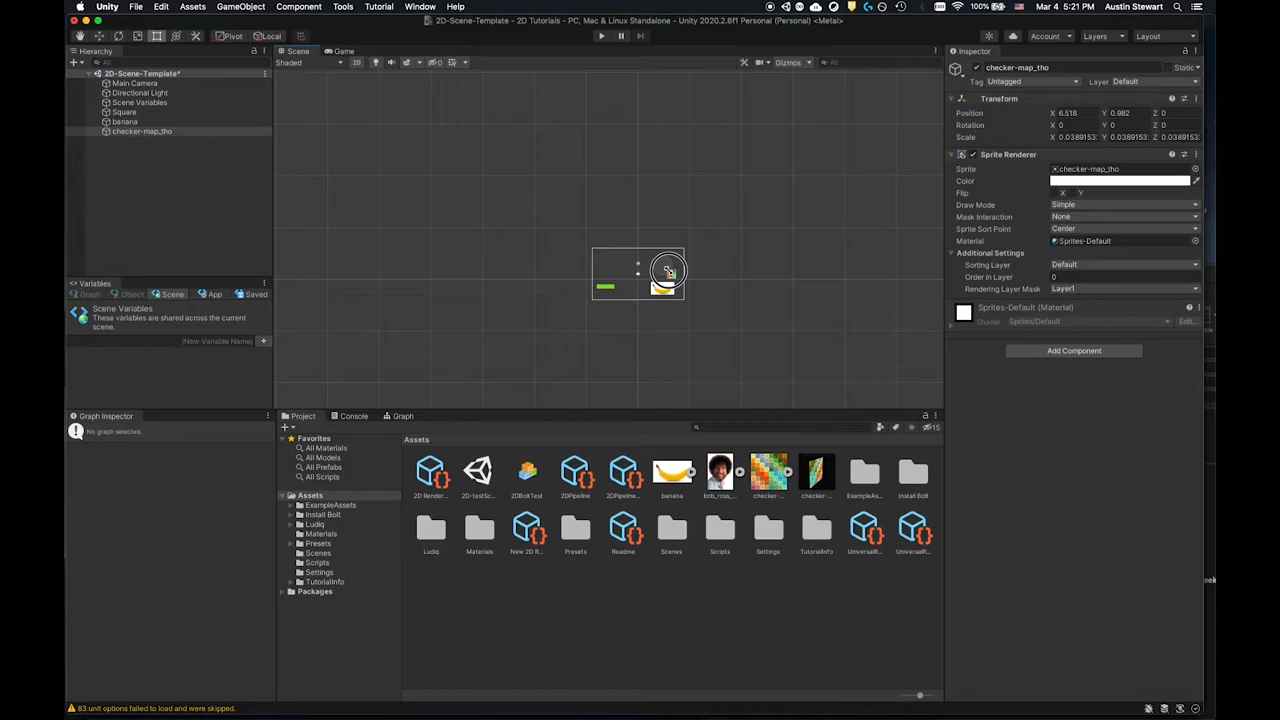 Unity File Edit Assets GameObject Component Tools Tutorial Window Help 100% Mar 4 5:21 PM Austin Stewart
2D-Scene-Template - 2D Tutorials - PC, Mac & Linux Standalone - Unity 2020.2.6f1 Personal (Personal) <Metal>
Pivot Local Account Layers Layout
Hierarchy
All
2D-Scene-Template*
Main Camera
Directional Light
Scene Variables
Square
banana
checker-map_tho
Scene Game
Shaded 2D 0 Gizmos All
Inspector
checker-map_tho Static
Tag Untagged Layer Default
Transform
Position X 6.518 Y 0.982 Z 0
Rotation X 0 Y 0 Z 0
Scale X 0.0389153 Y 0.0389153 Z 0.0389153
Sprite Renderer
Sprite checker-map_tho
Color
Flip X Y
Draw Mode Simple
Mask Interaction None
Sprite Sort Point Center
Material Sprites-Default
Additional Settings
Sorting Layer Default
Order in Layer 0
Rendering Layer Mask Layer1
Sprites-Default (Material)
Shader Sprites/Default Edit...
Add Component
Variables
Graph Object Scene App Saved
Scene Variables
These variables are shared across the current
scene.
(New Variable Name) +
Graph Inspector
No graph selected.
Project Console Graph
15
Favorites
All Materials
All Models
All Prefabs
All Scripts
Assets
ExampleAssets
Install Bolt
Ludiq
Materials
Presets
Scenes
Scripts
Settings
TutorialInfo
Packages
Assets
2D Render... 2D-testSc... 2DBoltTest 2DPipeline 2DPipeline... banana bob_ross_... checker-... checker-... ExampleAs... Install Bolt
Ludiq Materials New 2D R... Presets Readme Scenes Scripts Settings TutorialInfo UniversalR... UniversalR...
83 unit options failed to load and were skipped.